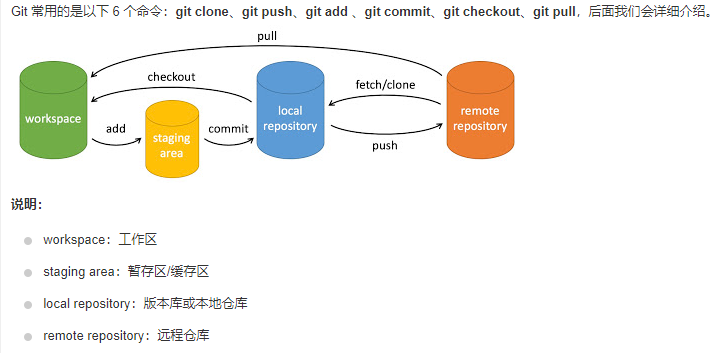 Git 常用的是以下 6 个命令：git clone、git push、git add 、git commit、git checkout、git pull，后面我们会详细介绍。
pull
checkout
fetch/clone
workspace
local
repository
remote
repository
add
staging
area
commit
push
说明：
workspace：工作区
staging area：暂存区/缓存区
local repository：版本库或本地仓库
remote repository：远程仓库